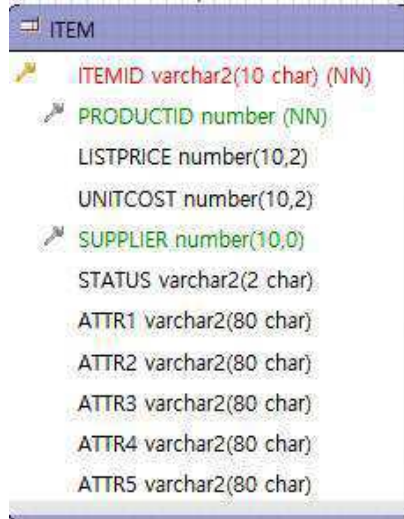 ITEM
ITEMID varchar2(10 char) (NN)
PRODUCTID number (NN)
LISTPRICE number(10,2)
UNITCOST number(10,2)
SUPPLIER number(10,0)
STATUS varchar2(2 char)
ATTR1 varchar2(80 char)
ATTR2 varchar2(80 char)
ATTR3 varchar2(80 char)
ATTR4 varchar2(80 char)
ATTR5 varchar2(80 char)